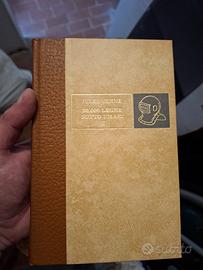 JULES VERNE
20.000 LEGHE
SOTTO I MARI
subito